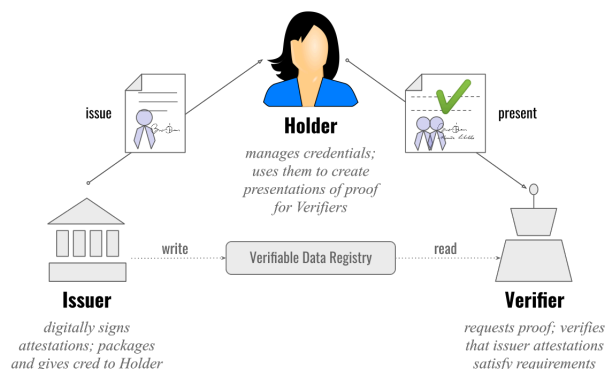 issue
present
Holder
manages credentials;
uses them to create
presentations of proof
for Verifiers
write
Verifiable Data Registry
read
Issuer
digitally signs
attestations; packages
and gives cred to Holder
Verifier
requests proof; verifies
that issuer attestations
satisfy requirements